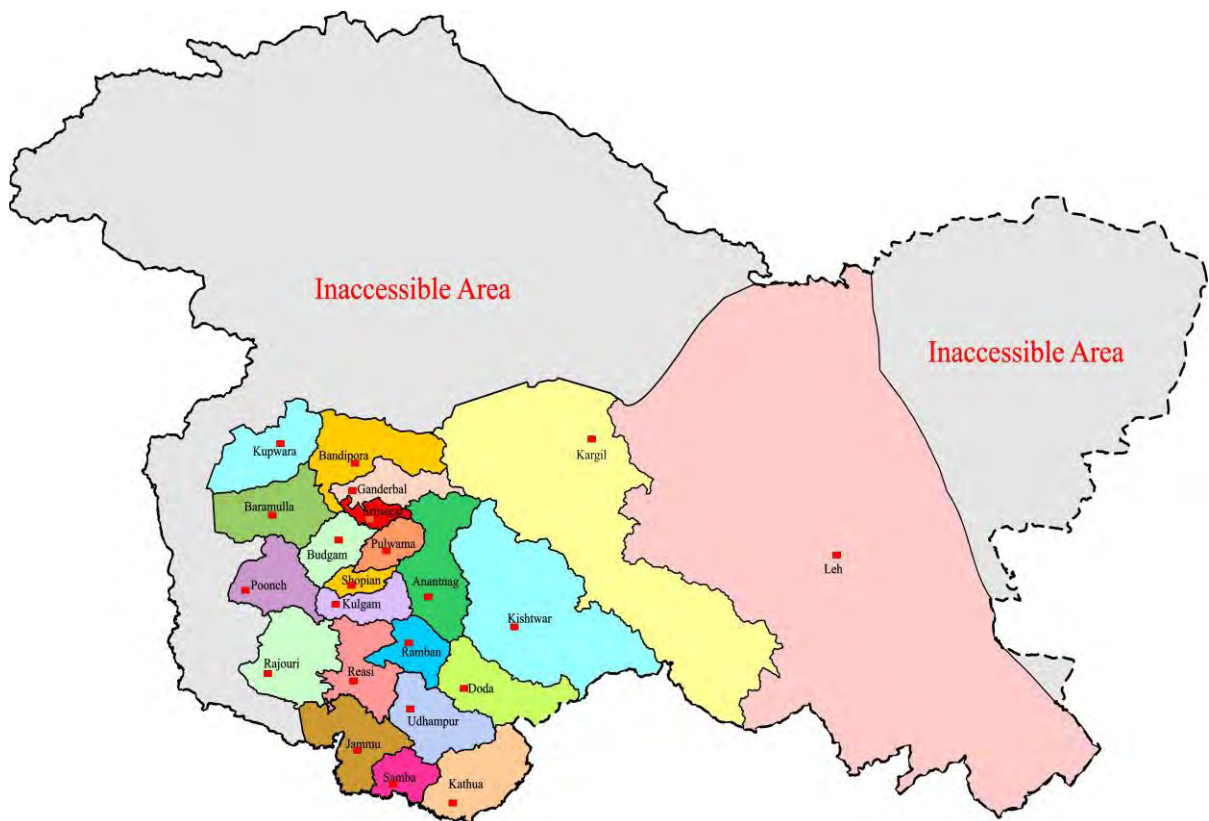 Inaccessible Area
Inaccessible Area
Kupwara
Bandipora
Kargil
Ganderbal
Baramulla
Srinagar
Budgam
Pulwama
Leh
Poonch
Shopian
Anantnag
Kulgam
Kishtwar
Ramban
Rajouri
Reasi
Doda
Udhampur
Jammu
Samba
Kathua